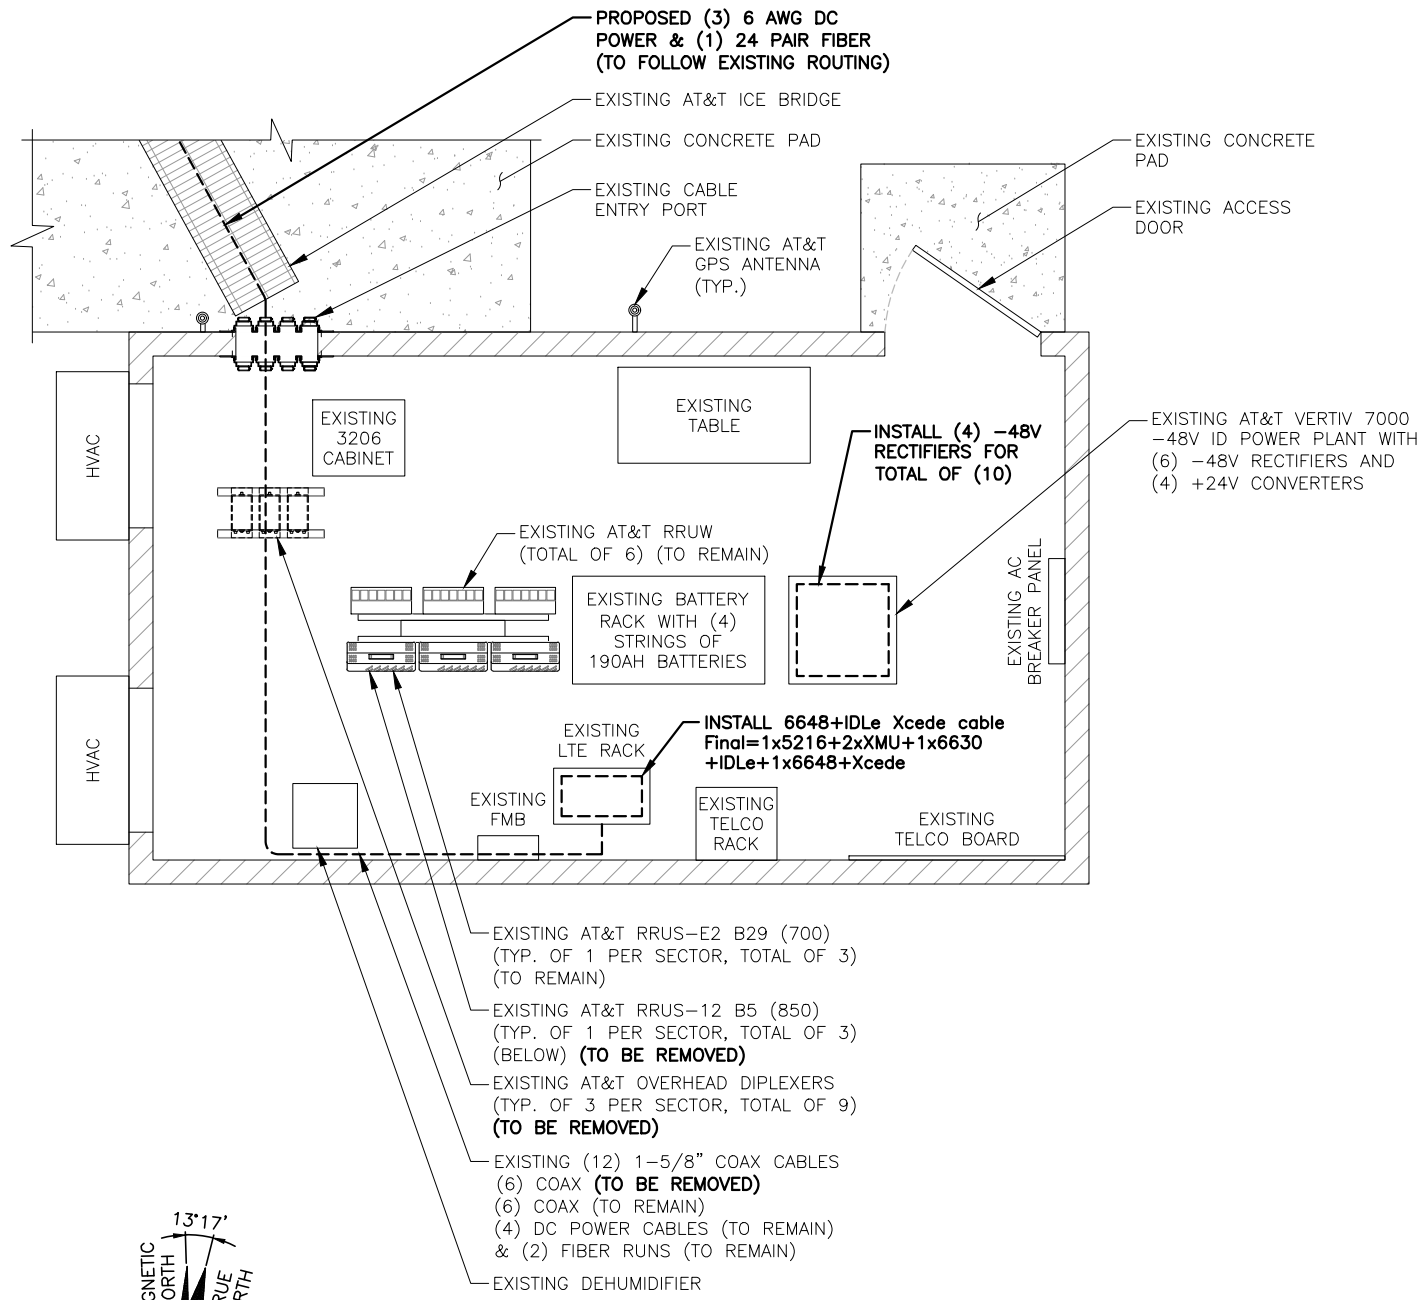 PROPOSED (3) 6 AWG DC
POWER & (1) 24 PAIR FIBER
(TO FOLLOW EXISTING ROUTING)
EXISTING AT&T ICE BRIDGE
EXISTING CONCRETE PAD
EXISTING CABLE
ENTRY PORT
EXISTING AT&T
GPS ANTENNA
(TYP.)
EXISTING CONCRETE
PAD
EXISTING ACCESS
DOOR
HVAC
EXISTING
3206
CABINET
EXISTING
TABLE
INSTALL (4) -48V
RECTIFIERS FOR
TOTAL OF (10)
EXISTING AT&T VERTIV 7000
-48V ID POWER PLANT WITH
(6) -48V RECTIFIERS AND
(4) +24V CONVERTERS
EXISTING AT&T RRUW
(TOTAL OF 6) (TO REMAIN)
EXISTING BATTERY
RACK WITH (4)
STRINGS OF
190AH BATTERIES
EXISTING AC
BREAKER PANEL
HVAC
EXISTING
LTE RACK
INSTALL 6648+IDLe Xcede cable
Final=1x5216+2xXMU+1x6630
+IDLe+1x6648+Xcede
EXISTING
FMB
EXISTING
TELCO
RACK
EXISTING
TELCO BOARD
EXISTING AT&T RRUS-E2 B29 (700)
(TYP. OF 1 PER SECTOR, TOTAL OF 3)
(TO REMAIN)
EXISTING AT&T RRUS-12 B5 (850)
(TYP. OF 1 PER SECTOR, TOTAL OF 3)
(BELOW) (TO BE REMOVED)
EXISTING AT&T OVERHEAD DIPLEXERS
(TYP. OF 3 PER SECTOR, TOTAL OF 9)
(TO BE REMOVED)
EXISTING (12) 1-5/8" COAX CABLES
(6) COAX (TO BE REMOVED)
(6) COAX (TO REMAIN)
(4) DC POWER CABLES (TO REMAIN)
& (2) FIBER RUNS (TO REMAIN)
EXISTING DEHUMIDIFIER
13°17'